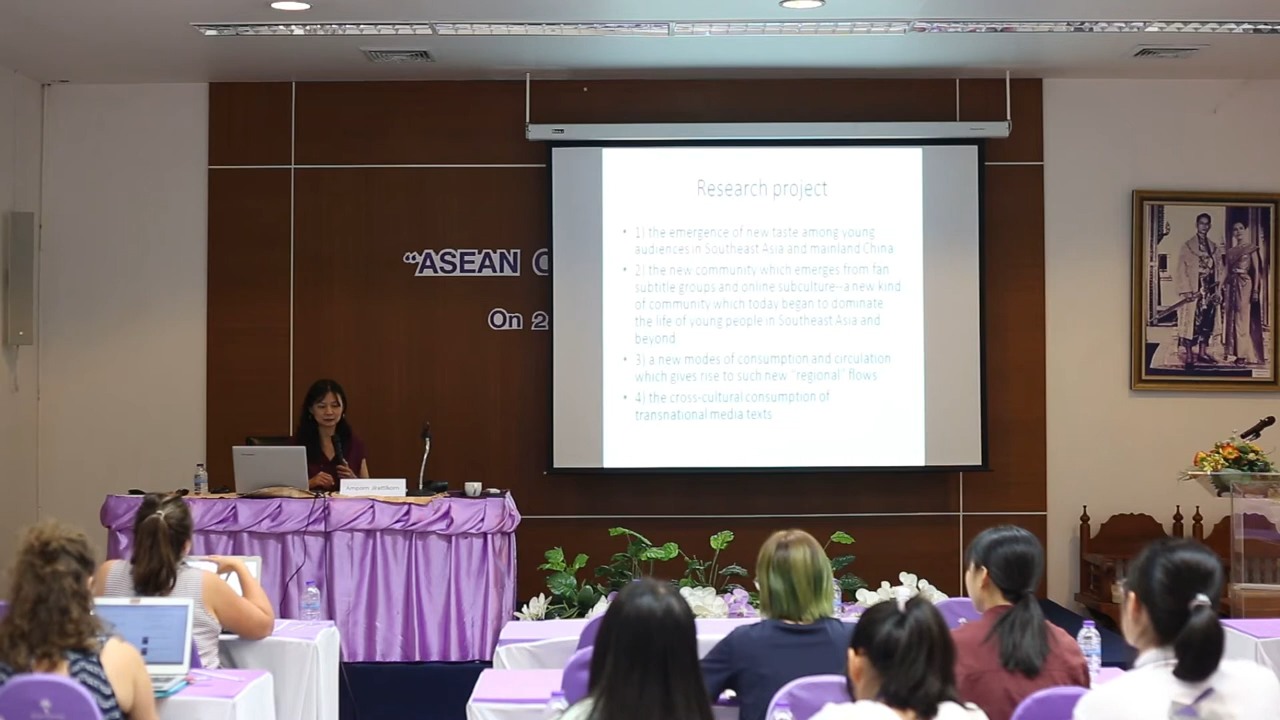 Research project
• 1) the emergence of new taste among young
audiences in Southeast Asia and mainland China
• 2) the new community which emerges from fan
subtitle groups and online subculture--a new kind
of community which today began to dominate
the life of young people in Southeast Asia and
beyond
• 3) a new modes of consumption and circulation
which gives rise to such new "regional" flows
• 4) the cross-cultural consumption of
transnational media texts
“ASEAN C
On 2
Amporn Jirattikorn